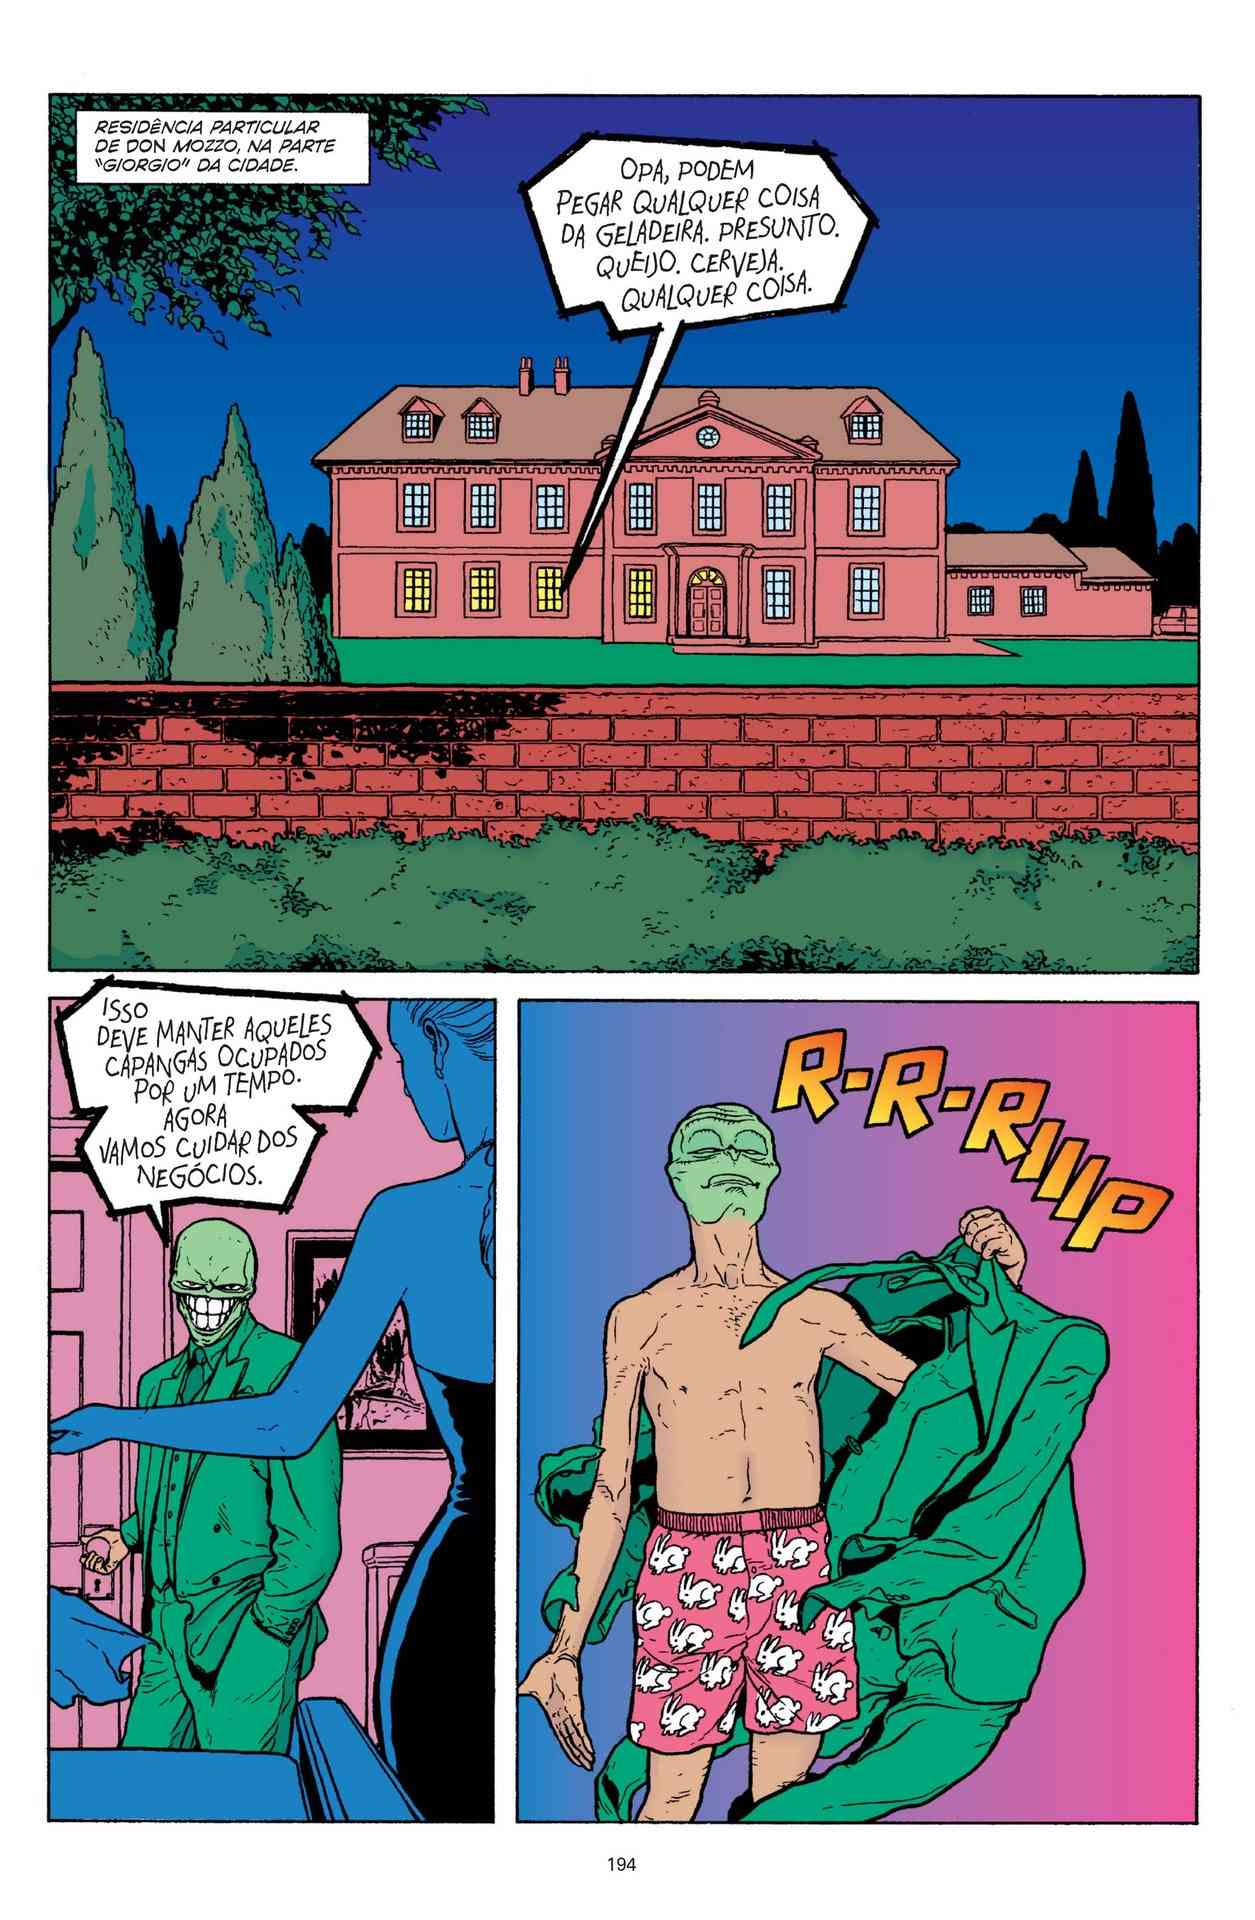 RESIDÊNCIA PARTICULAR
DE DON MOZZO, NA PARTE
"GIORGIO" DA CIDADE.
OPA, PODEM
PEGAR QUALQUER COISA
DA GELADEIRA. PRESUNTO.
QUEIJO. CERVEJA.
QUALQUER COISA.
ISSO
DEVE MANTER AQUELES
CAPANGAS OCUPADOS
POR UM TEMPO.
AGORA
VAMOS CUIDAR DOS
NEGÓCIOS.
R-R-RIIIP
194